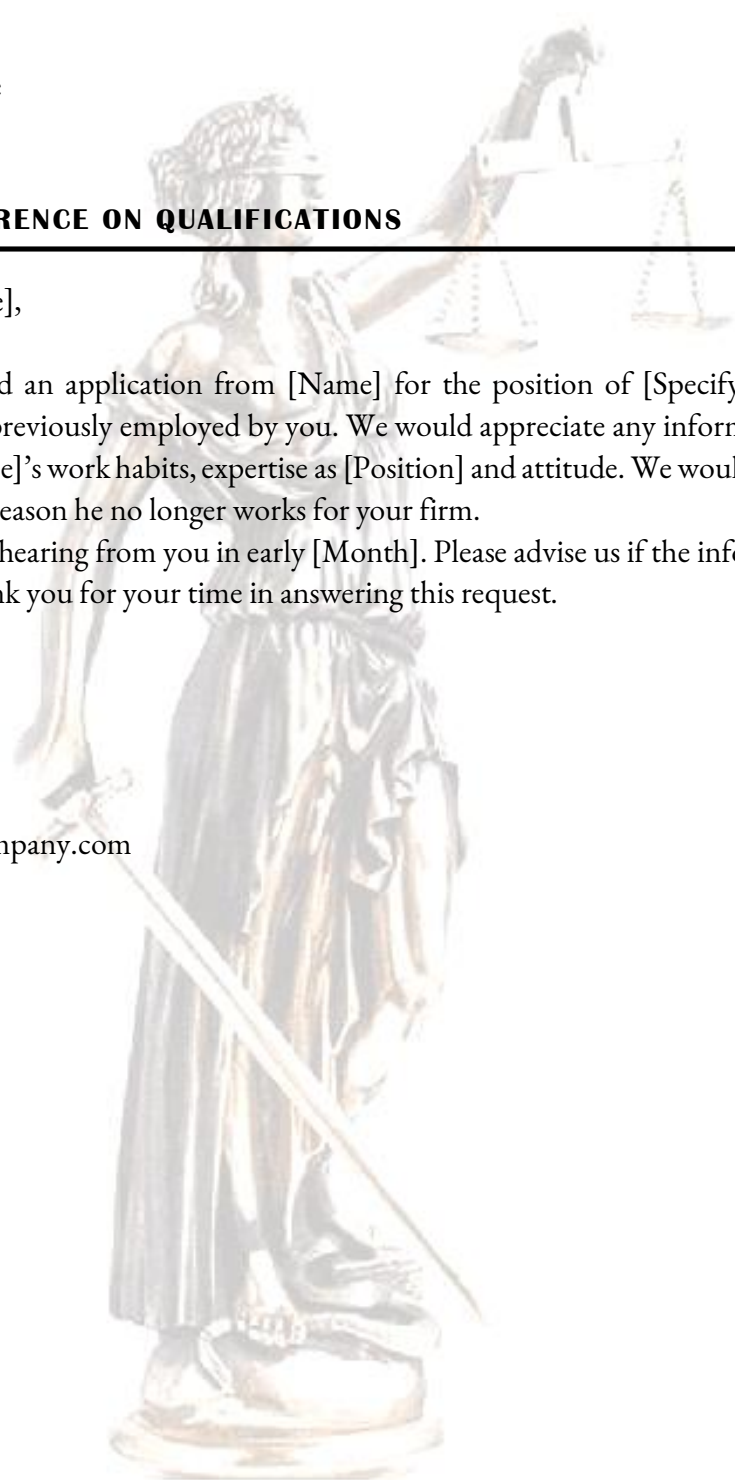 RENCE ON QUALIFICATIONS
e],
d an application from [Name] for the position of [Specify
previously employed by you. We would appreciate any inform
e]'s work habits, expertise as [Position] and attitude. We woul
eason he no longer works for your firm.
hearing from you in early [Month]. Please advise us if the info
nk you for your time in answering this request.
mpany.com